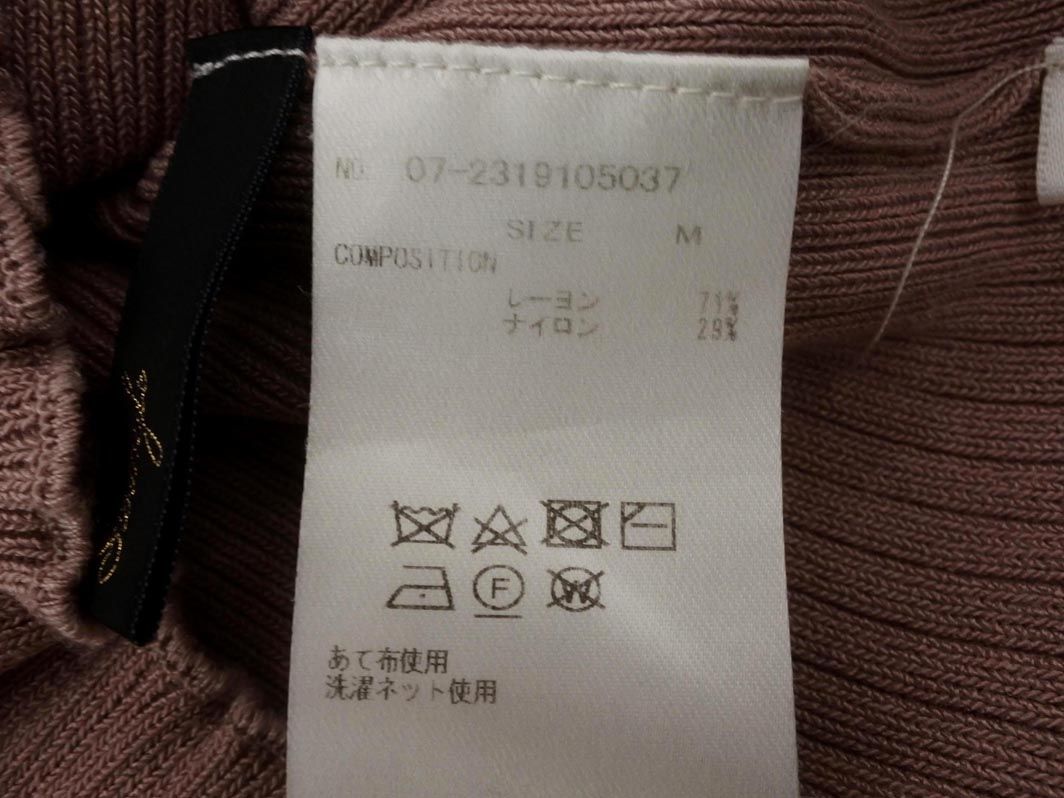 NO. 07-2319105037
SIZE M
COMPOSITION
レーヨン 71%
ナイロン 29%
F
W
あて布使用
洗濯ネット使用